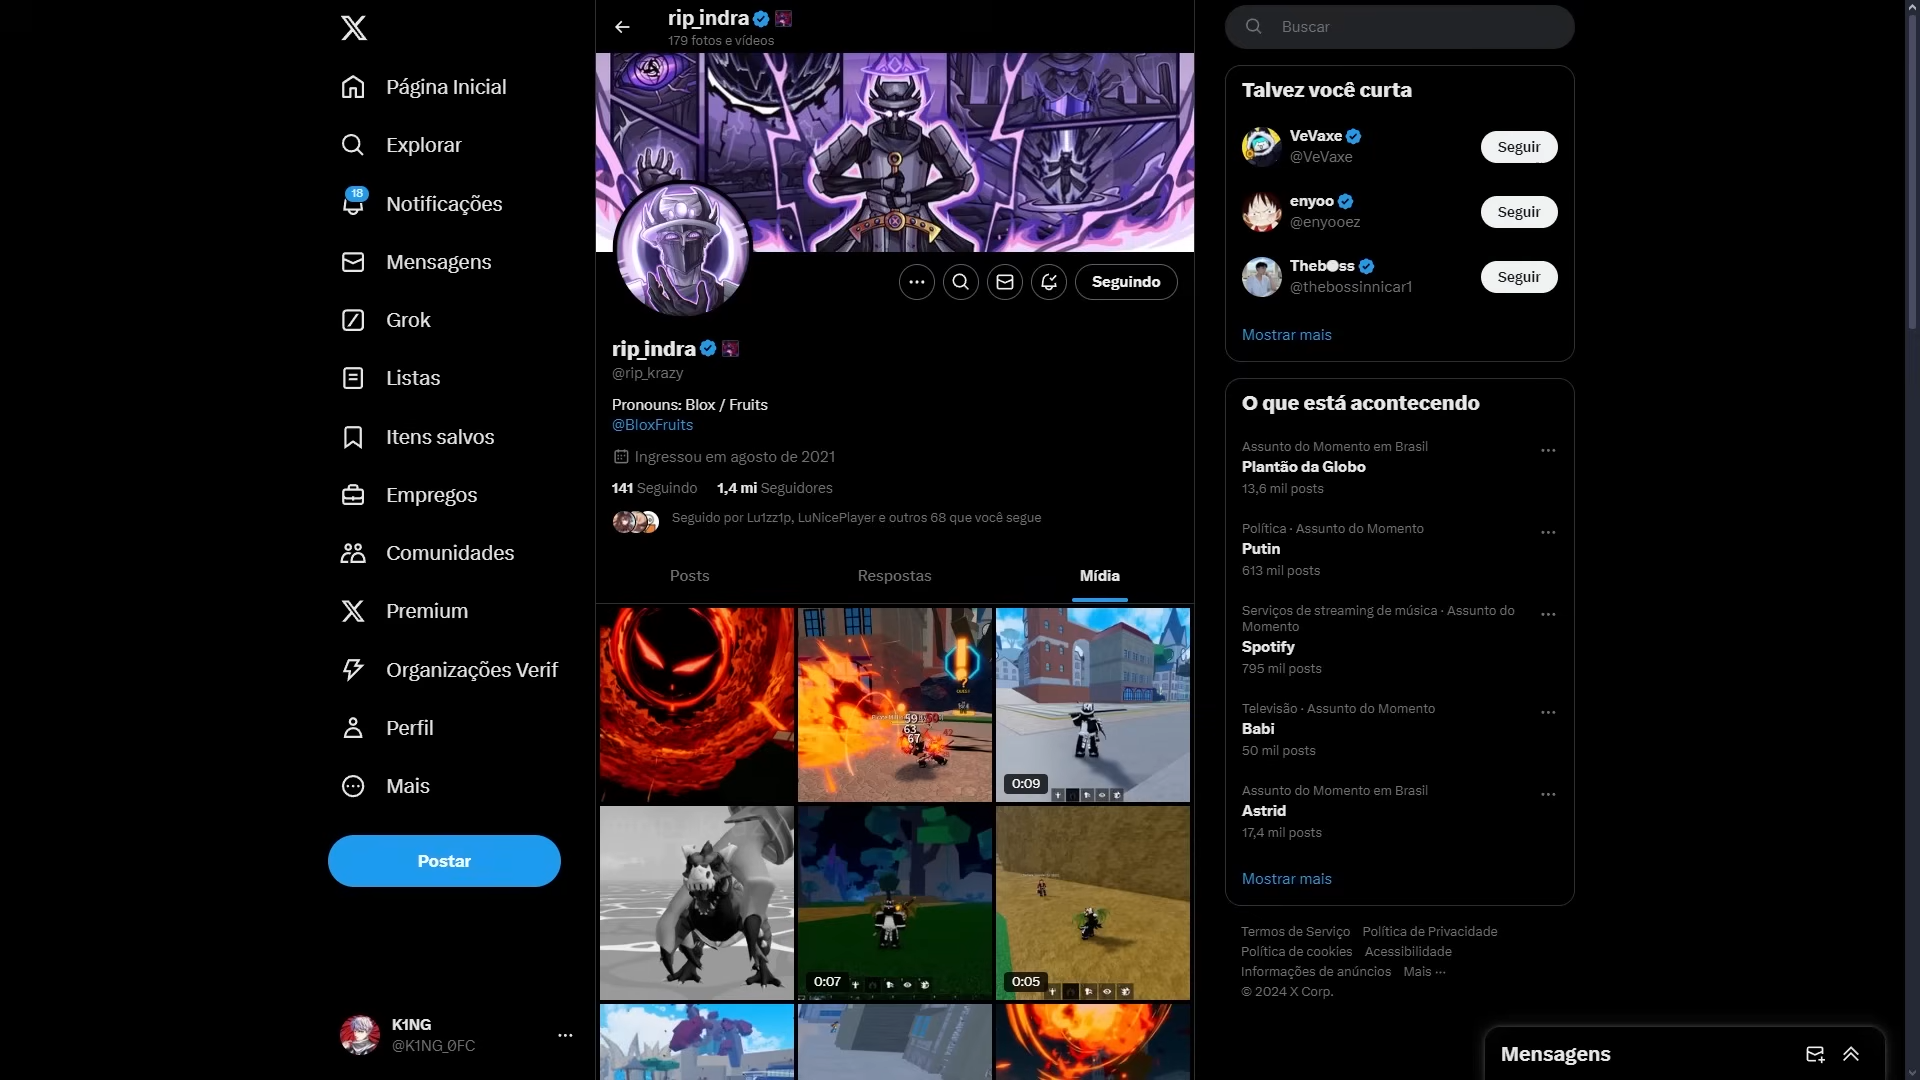 Página Inicial
Explorar
18
Notificações
Mensagens
Grok
Listas
Itens salvos
Empregos
Comunidades
Premium
Organizações Verif
Perfil
Mais
Postar
K1NG
@K1NG_0FC
rip_indra
179 fotos e vídeos
Seguindo
rip_indra
@rip_krazy
Pronouns: Blox / Fruits
@BloxFruits
Ingressou em agosto de 2021
141 Seguindo 1,4 mi Seguidores
Seguido por Lu1zz1p, LuNicePlayer e outros 68 que você segue
Posts
Respostas
Mídia
59
63
67
42
0:09
0:07
0:05
Buscar
Talvez você curta
VeVaxe
@VeVaxe
Seguir
enyoo
@enyooez
Seguir
Theb●ss
@thebossinnicar1
Seguir
Mostrar mais
O que está acontecendo
Assunto do Momento em Brasil
Plantão da Globo
13,6 mil posts
Política · Assunto do Momento
Putin
613 mil posts
Serviços de streaming de música · Assunto do
Momento
Spotify
795 mil posts
Televisão · Assunto do Momento
Babi
50 mil posts
Assunto do Momento em Brasil
Astrid
17,4 mil posts
Mostrar mais
Termos de Serviço Política de Privacidade
Política de cookies Acessibilidade
Informações de anúncios Mais ···
© 2024 X Corp.
Mensagens